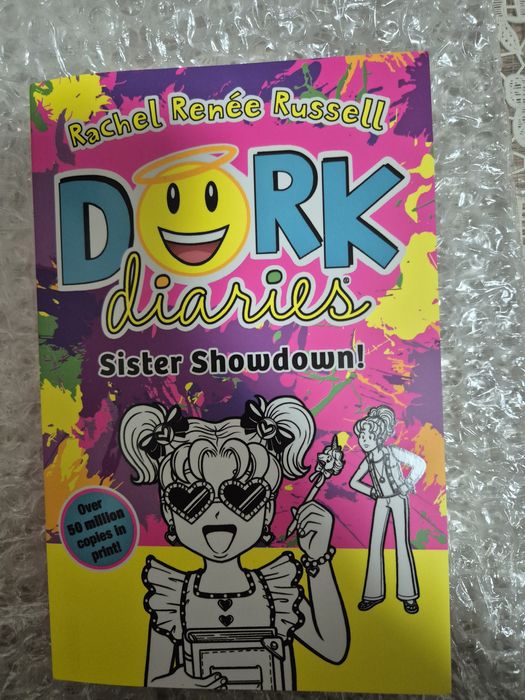 Rachel Renée Russell
DORK
diaries®
Sister Showdown!
Over
50 million
copies in
print!